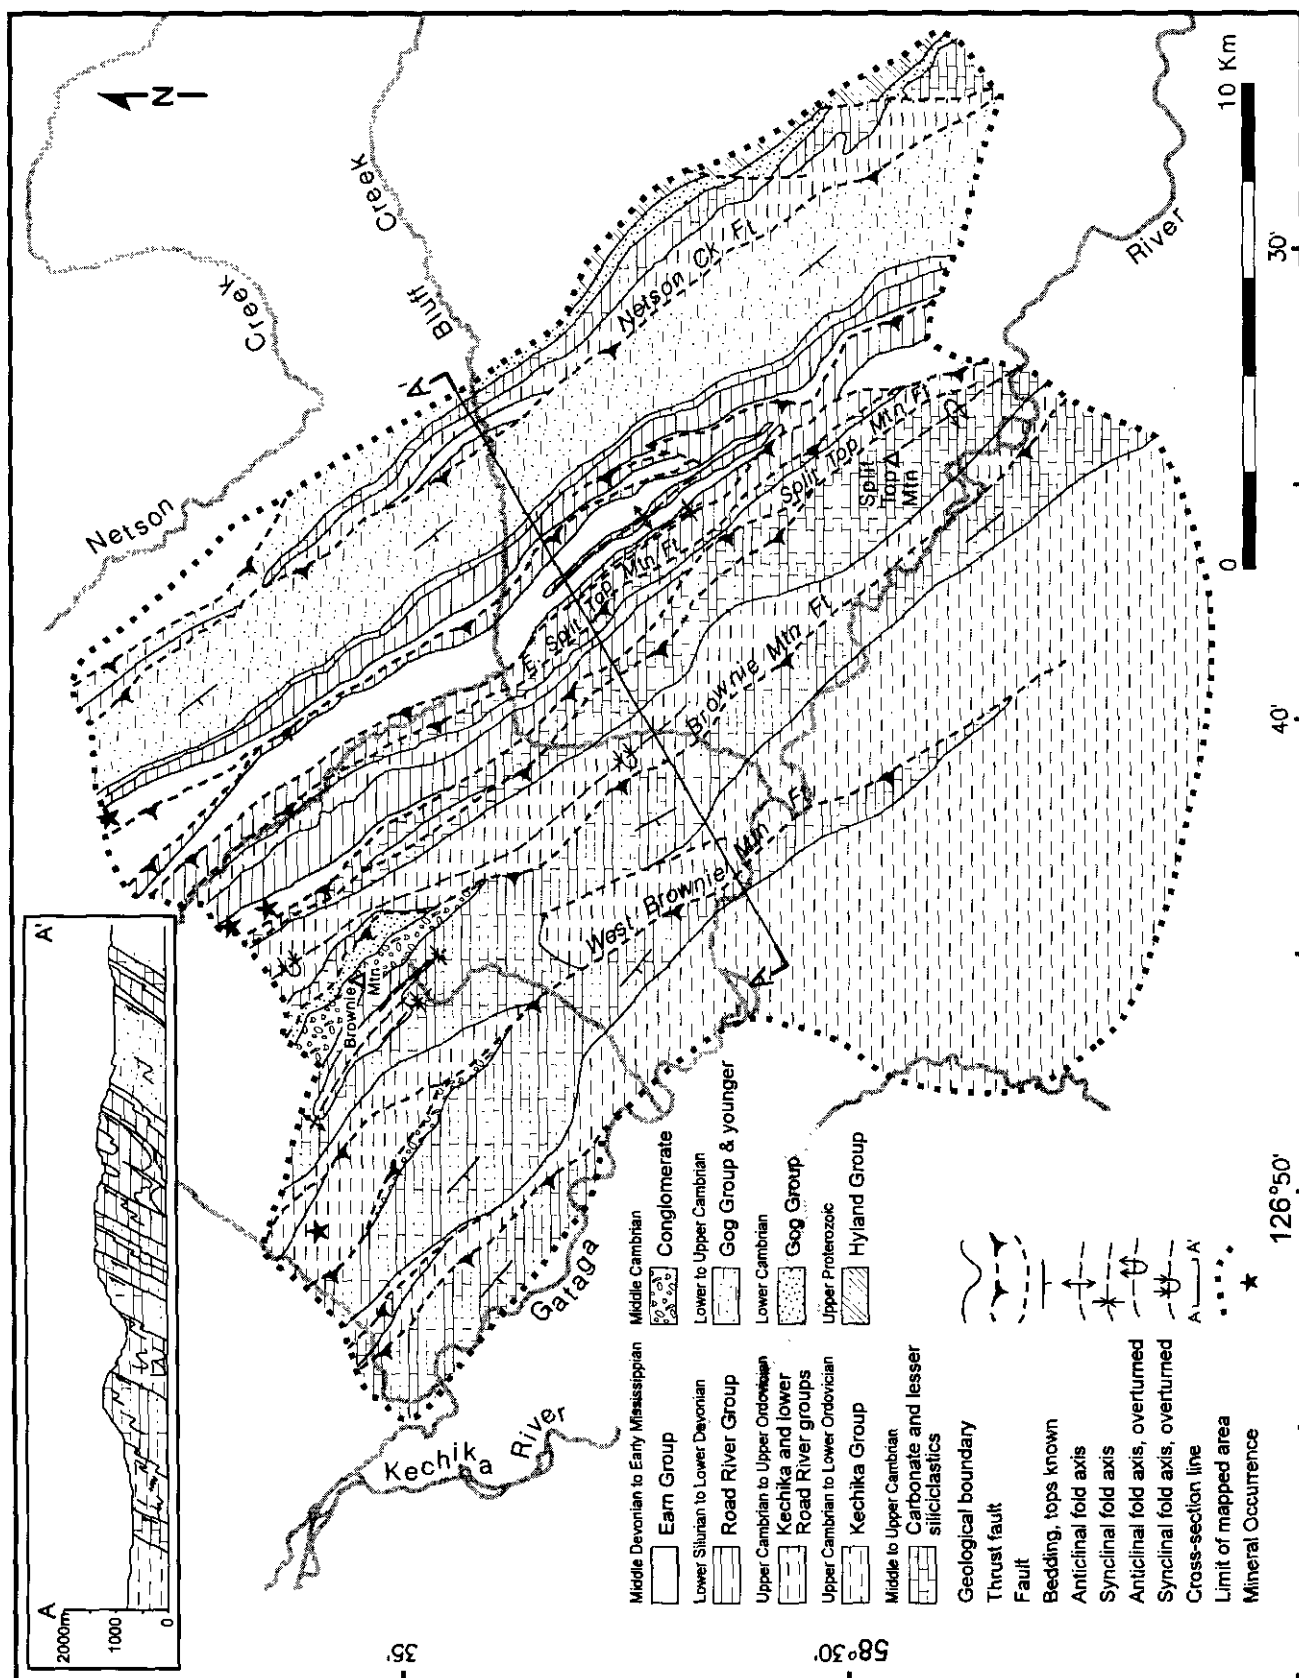 A
A'
2000m
1000
0
N
Netson
Creek
Bluff
Creek
A'
Netson Ck Ft
River
Split Top Mtn Ft
E. Split Top Mtn Ft
Split
Top
Mtn
Brownie Mtn Ft
West Brownie Mtn Ft
A
Brownie
Mtn
Gataga
Kechika
River
0
10 Km
30'
40'
126°50'
35'
58°30'
Middle Devonian to Early Mississippian
Earn Group
Lower Silurian to Lower Devonian
Road River Group
Upper Cambrian to Upper Ordovician
Kechika and lower
Road River groups
Upper Cambrian to Lower Ordovician
Kechika Group
Middle to Upper Cambrian
Carbonate and lesser
siliciclastics
Middle Cambrian
Conglomerate
Lower to Upper Cambrian
Gog Group & younger
Lower Cambrian
Gog Group
Upper Proterozoic
Hyland Group
Geological boundary
Thrust fault
Fault
Bedding, tops known
Anticlinal fold axis
Synclinal fold axis
Anticlinal fold axis, overturned
Synclinal fold axis, overturned
Cross-section line
A
A'
Limit of mapped area
Mineral Occurrence